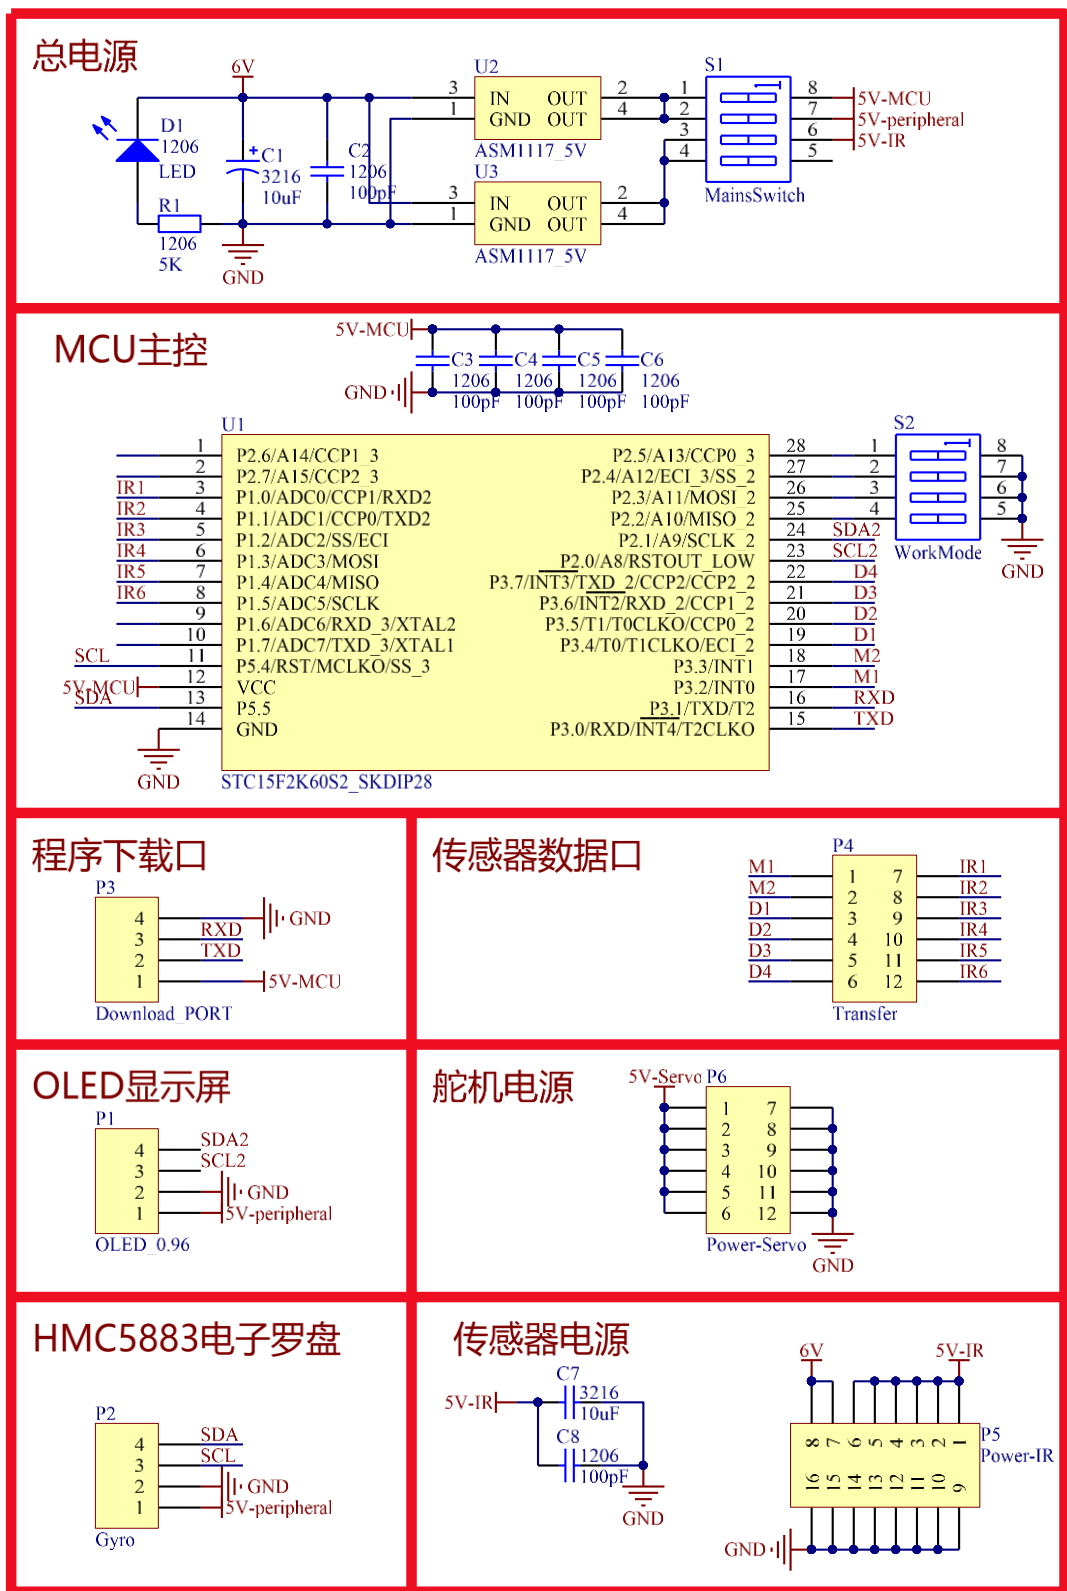 总电源
6V
D1
1206
LED
R1
1206
5K
C1
3216
10uF
C2
1206
100pF
GND
U2
3 IN OUT 2
1 GND OUT 4
ASM1117_5V
U3
3 IN OUT 2
1 GND OUT 4
ASM1117_5V
S1
1 8 5V-MCU
2 7 5V-peripheral
3 6 5V-IR
4 5
MainsSwitch
MCU主控
5V-MCU
GND
C3 C4 C5 C6
1206 1206 1206 1206
100pF 100pF 100pF 100pF
U1
1 P2.6/A14/CCP1_3 P2.5/A13/CCP0_3 28
2 P2.7/A15/CCP2_3 P2.4/A12/ECI_3/SS_2 27
IR1 3 P1.0/ADC0/CCP1/RXD2 P2.3/A11/MOSI_2 26
IR2 4 P1.1/ADC1/CCP0/TXD2 P2.2/A10/MISO_2 25
IR3 5 P1.2/ADC2/SS/ECI P2.1/A9/SCLK_2 24 SDA2
IR4 6 P1.3/ADC3/MOSI P2.0/A8/RSTOUT_LOW 23 SCL2
IR5 7 P1.4/ADC4/MISO P3.7/INT3/TXD_2/CCP2/CCP2_2 22 D4
IR6 8 P1.5/ADC5/SCLK P3.6/INT2/RXD_2/CCP1_2 21 D3
9 P1.6/ADC6/RXD_3/XTAL2 P3.5/T1/T0CLKO/CCP0_2 20 D2
10 P1.7/ADC7/TXD_3/XTAL1 P3.4/T0/T1CLKO/ECI_2 19 D1
SCL 11 P5.4/RST/MCLKO/SS_3 P3.3/INT1 18 M2
5V-MCU 12 VCC P3.2/INT0 17 M1
SDA 13 P5.5 P3.1/TXD/T2 16 RXD
14 GND P3.0/RXD/INT4/T2CLKO 15 TXD
GND
STC15F2K60S2_SKDIP28
S2
1 8
2 7
3 6
4 5
WorkMode
GND
程序下载口
P3
4 GND
3 RXD
2 TXD
1 5V-MCU
Download_PORT
传感器数据口
P4
M1 1 7 IR1
M2 2 8 IR2
D1 3 9 IR3
D2 4 10 IR4
D3 5 11 IR5
D4 6 12 IR6
Transfer
OLED显示屏
P1
4 SDA2
3 SCL2
2 GND
1 5V-peripheral
OLED_0.96
舵机电源
5V-Servo P6
1 7
2 8
3 9
4 10
5 11
6 12
Power-Servo
GND
HMC5883电子罗盘
P2
4 SDA
3 SCL
2 GND
1 5V-peripheral
Gyro
传感器电源
5V-IR
C7
3216
10uF
C8
1206
100pF
GND
6V 5V-IR
8 7 6 5 4 3 2 1
16 15 14 13 12 11 10 9
P5
Power-IR
GND